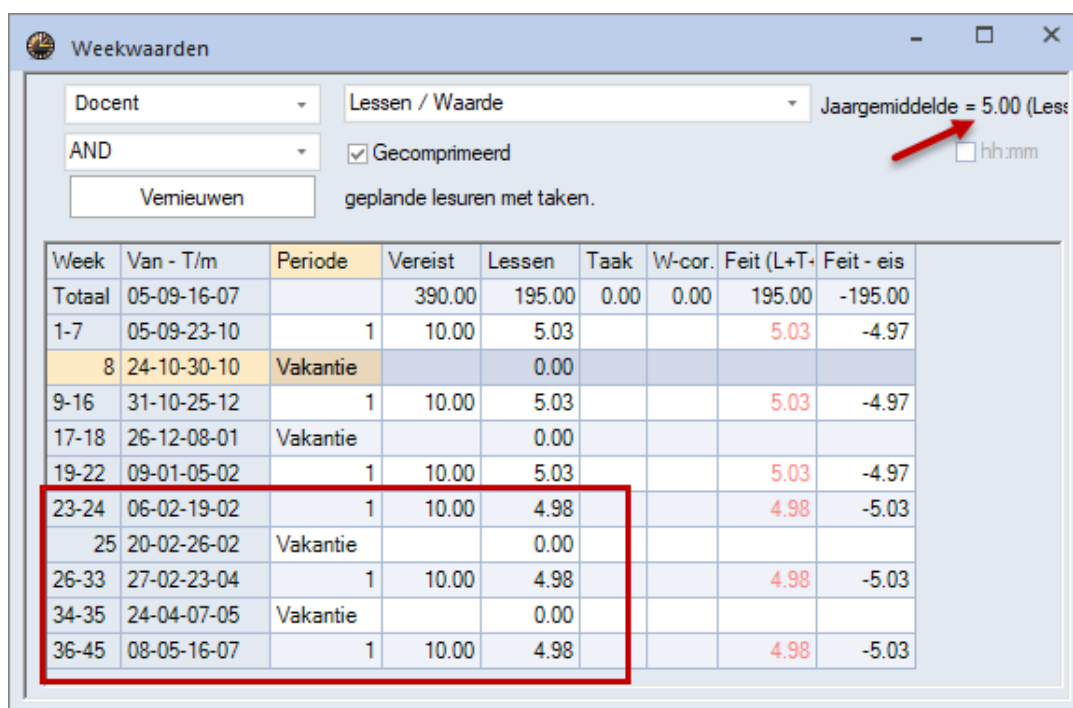 Weekwaarden
Docent Lessen / Waarde Jaargemiddelde = 5.00 (Less
AND Gecomprimeerd hh:mm
Vernieuwen geplande lesuren met taken.
Week Van - T/m Periode Vereist Lessen Taak W-cor. Feit (L+T+ Feit - eis
Totaal 05-09-16-07 390.00 195.00 0.00 0.00 195.00 -195.00
1-7 05-09-23-10 1 10.00 5.03 5.03 -4.97
8 24-10-30-10 Vakantie 0.00
9-16 31-10-25-12 1 10.00 5.03 5.03 -4.97
17-18 26-12-08-01 Vakantie 0.00
19-22 09-01-05-02 1 10.00 5.03 5.03 -4.97
23-24 06-02-19-02 1 10.00 4.98 4.98 -5.03
25 20-02-26-02 Vakantie 0.00
26-33 27-02-23-04 1 10.00 4.98 4.98 -5.03
34-35 24-04-07-05 Vakantie 0.00
36-45 08-05-16-07 1 10.00 4.98 4.98 -5.03